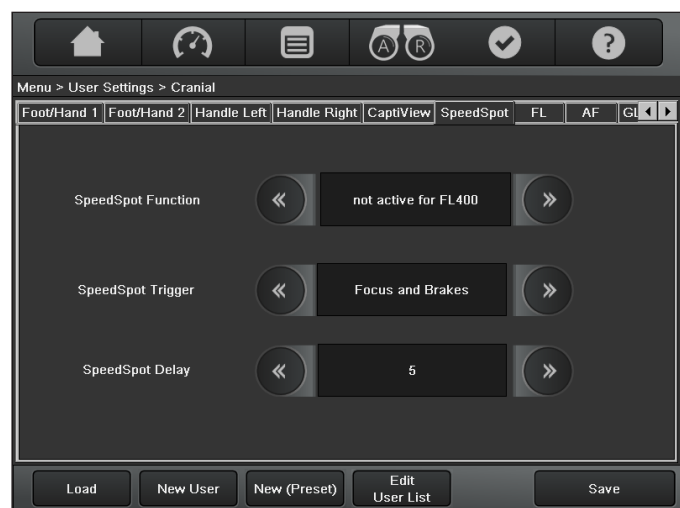 A R ?
Menu > User Settings > Cranial
Foot/Hand 1 Foot/Hand 2 Handle Left Handle Right CaptiView SpeedSpot FL AF GL
SpeedSpot Function not active for FL400
SpeedSpot Trigger Focus and Brakes
SpeedSpot Delay 5
Load New User New (Preset) Edit User List Save